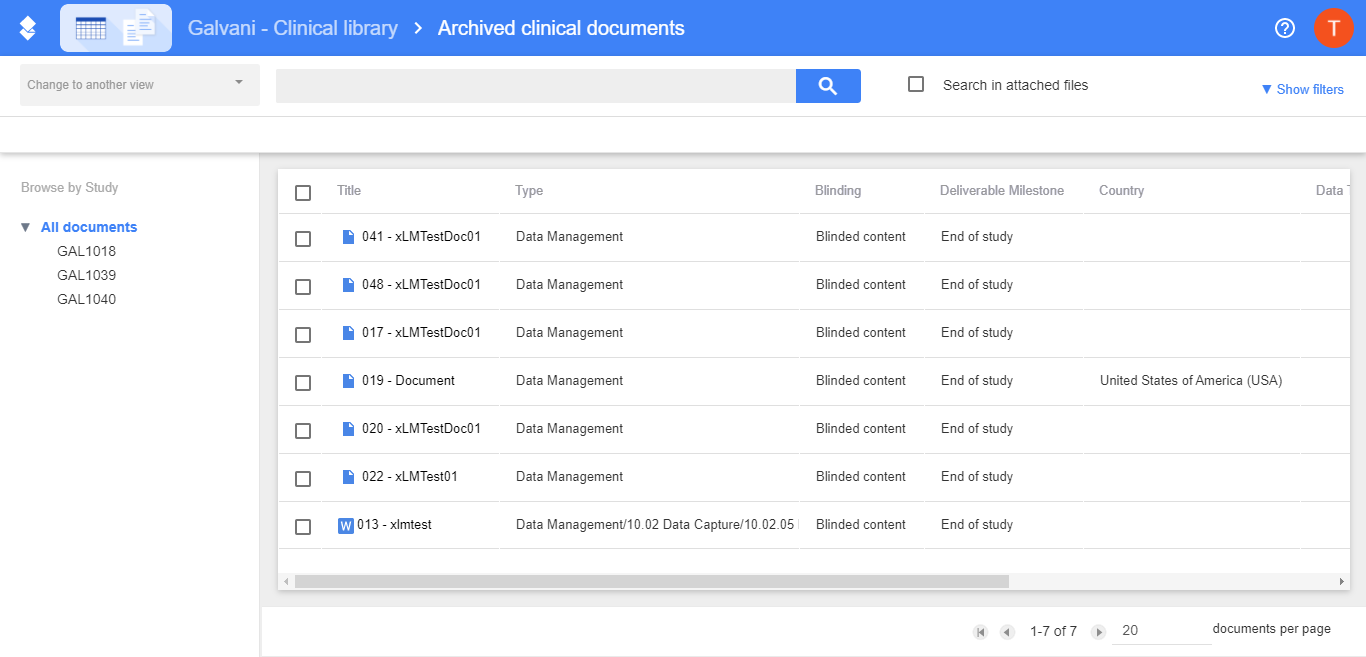 Galvani - Clinical library > Archived clinical documents ? T
Change to another view Search in attached files ▼ Show filters
Browse by Study
▼ All documents
GAL1018
GAL1039
GAL1040
Title Type Blinding Deliverable Milestone Country Data
041 - xLMTestDoc01 Data Management Blinded content End of study
048 - xLMTestDoc01 Data Management Blinded content End of study
017 - xLMTestDoc01 Data Management Blinded content End of study
019 - Document Data Management Blinded content End of study United States of America (USA)
020 - xLMTestDoc01 Data Management Blinded content End of study
022 - xLMTest01 Data Management Blinded content End of study
W 013 - xlmtest Data Management/10.02 Data Capture/10.02.05 Blinded content End of study
1-7 of 7 20 documents per page